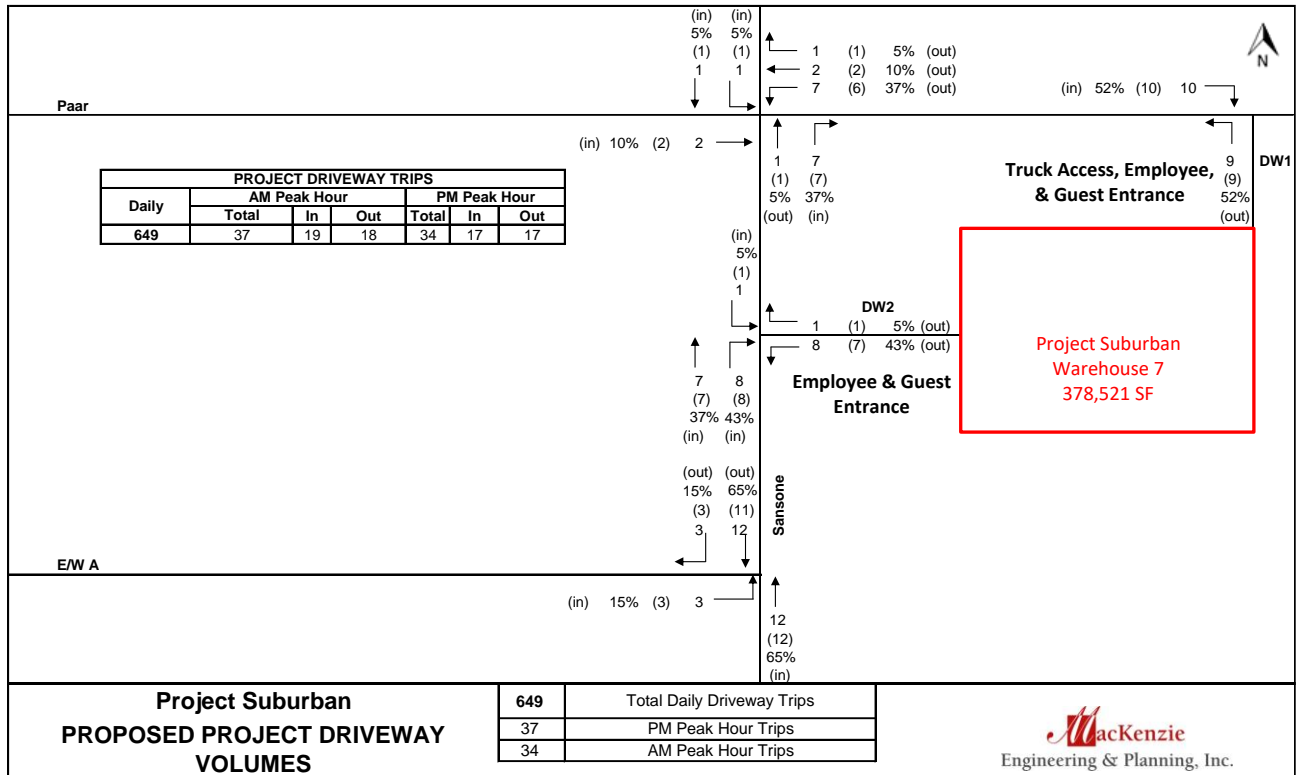 (in) (in)
5% 5%
(1) (1)
1 1
1 (1) 5% (out)
2 (2) 10% (out)
7 (6) 37% (out)
(in) 52% (10) 10
N
Paar
(in) 10% (2) 2
1 7
(1) (7)
5% 37%
(out) (in)
Truck Access, Employee,
& Guest Entrance
9
(9)
52%
(out)
DW1
PROJECT DRIVEWAY TRIPS
Daily AM Peak Hour PM Peak Hour
Total In Out Total In Out
649 37 19 18 34 17 17
(in)
5%
(1)
1
DW2
1 (1) 5% (out)
8 (7) 43% (out)
Employee & Guest
Entrance
Project Suburban
Warehouse 7
378,521 SF
7 8
(7) (8)
37% 43%
(in) (in)
(out) (out)
15% 65%
(3) (11)
3 12
Sansone
E/W A
(in) 15% (3) 3
12
(12)
65%
(in)
Project Suburban
PROPOSED PROJECT DRIVEWAY
VOLUMES
649 Total Daily Driveway Trips
37 PM Peak Hour Trips
34 AM Peak Hour Trips
MacKenzie
Engineering & Planning, Inc.